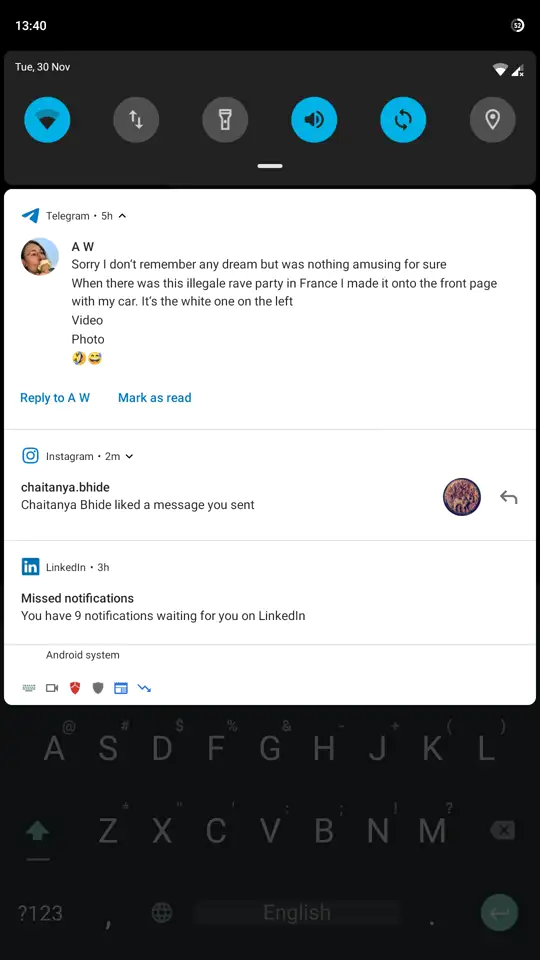 13:40
52
Tue, 30 Nov
Telegram • 5h
A W
Sorry I don't remember any dream but was nothing amusing for sure
When there was this illegale rave party in France I made it onto the front page
with my car. It's the white one on the left
Video
Photo
🤣😅
Reply to A W
Mark as read
Instagram • 2m
chaitanya.bhide
Chaitanya Bhide liked a message you sent
LinkedIn • 3h
Missed notifications
You have 9 notifications waiting for you on LinkedIn
Android system
@ # $ % & - + ( )
A S D F G H J K L
* " ' : ; ! ?
Z X C V B N M
?123 , English .